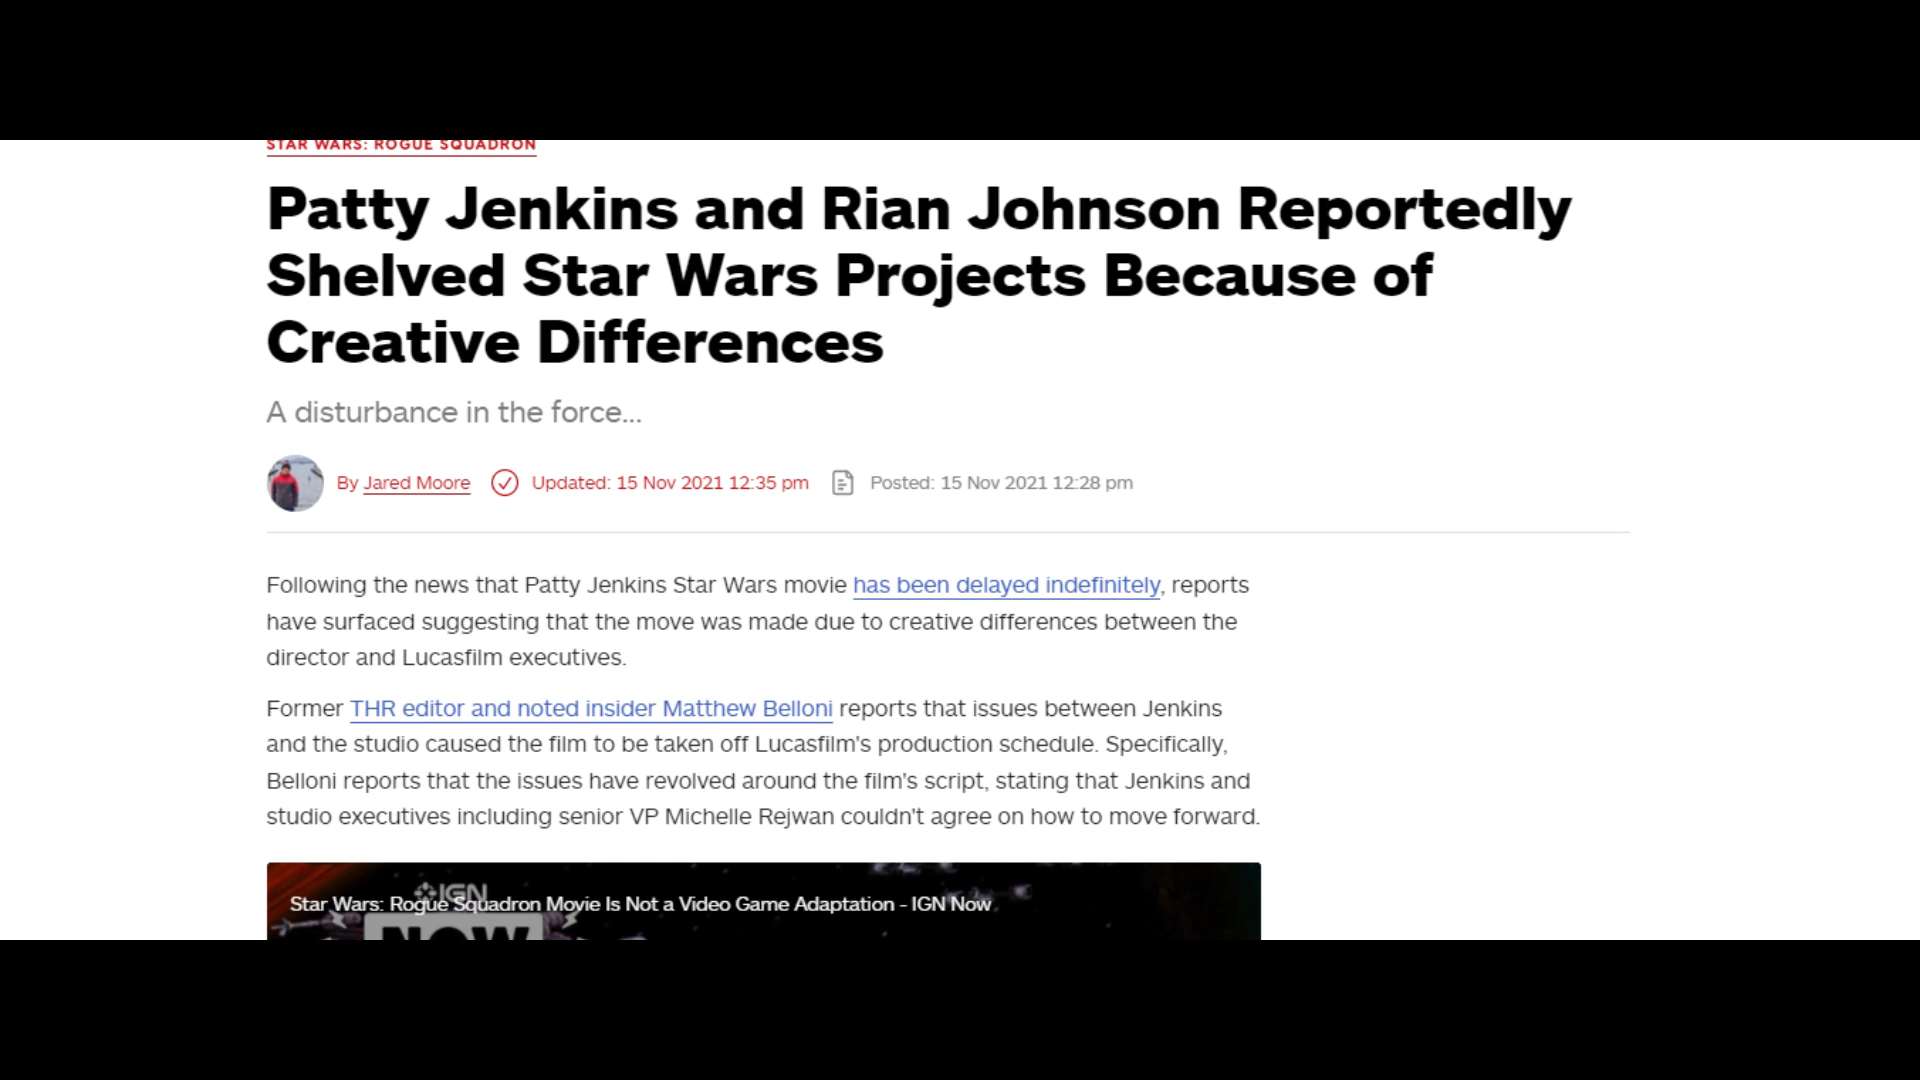 STAR WARS: ROGUE SQUADRON
Patty Jenkins and Rian Johnson Reportedly
Shelved Star Wars Projects Because of
Creative Differences
A disturbance in the force...
By Jared Moore Updated: 15 Nov 2021 12:35 pm Posted: 15 Nov 2021 12:28 pm
Following the news that Patty Jenkins Star Wars movie has been delayed indefinitely, reports
have surfaced suggesting that the move was made due to creative differences between the
director and Lucasfilm executives.
Former THR editor and noted insider Matthew Belloni reports that issues between Jenkins
and the studio caused the film to be taken off Lucasfilm's production schedule. Specifically,
Belloni reports that the issues have revolved around the film's script, stating that Jenkins and
studio executives including senior VP Michelle Rejwan couldn't agree on how to move forward.
IGN
Star Wars: Rogue Squadron Movie Is Not a Video Game Adaptation - IGN Now
NOW